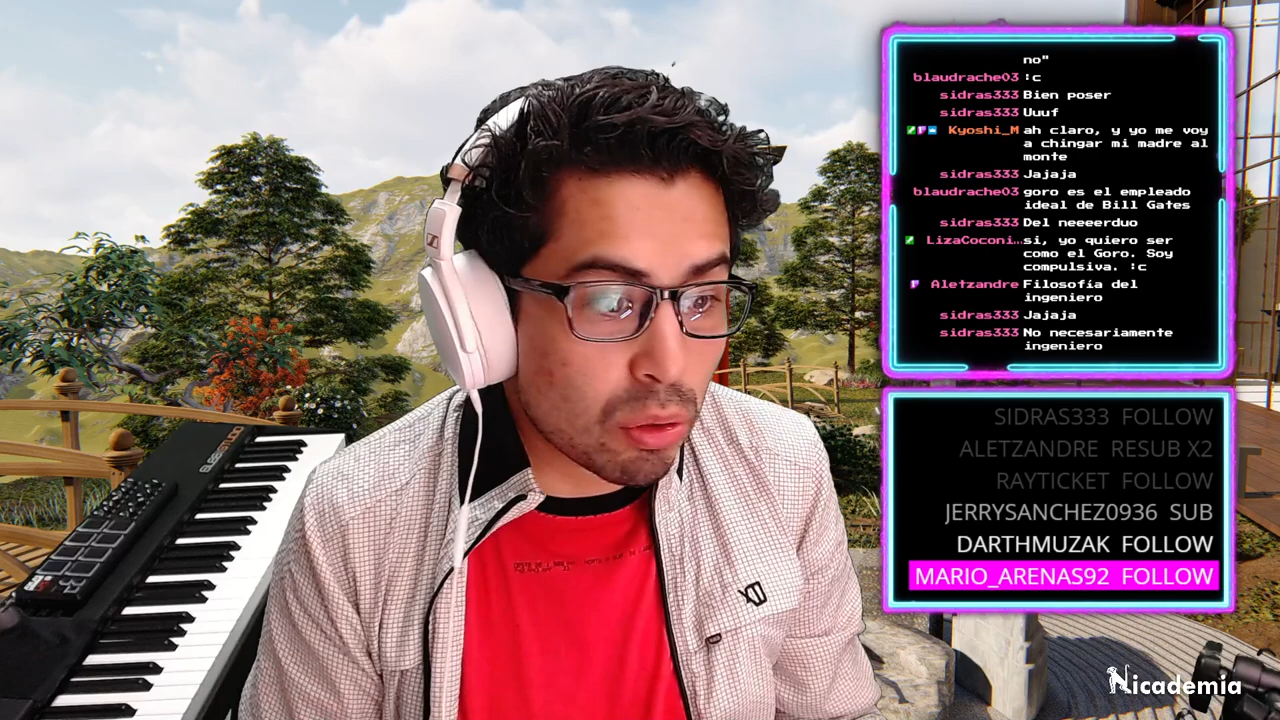 no"
blaudrache03 :c
sidras333 Bien poser
sidras333 Uuuf
Kyoshi_M ah claro, y yo me voy
a chingar mi madre al
monte
sidras333 Jajaja
blaudrache03 goro es el empleado
ideal de Bill Gates
sidras333 Del neeeerduo
LizaCoconi… si, yo quiero ser
como el Goro. Soy
compulsiva. :c
Aletzandre Filosofía del
ingeniero
sidras333 Jajaja
sidras333 No necesariamente
ingeniero
SIDRAS333 FOLLOW
ALETZANDRE RESUB X2
RAYTICKET FOLLOW
JERRYSANCHEZ0936 SUB
DARTHMUZAK FOLLOW
MARIO_ARENAS92 FOLLOW
Nicademia